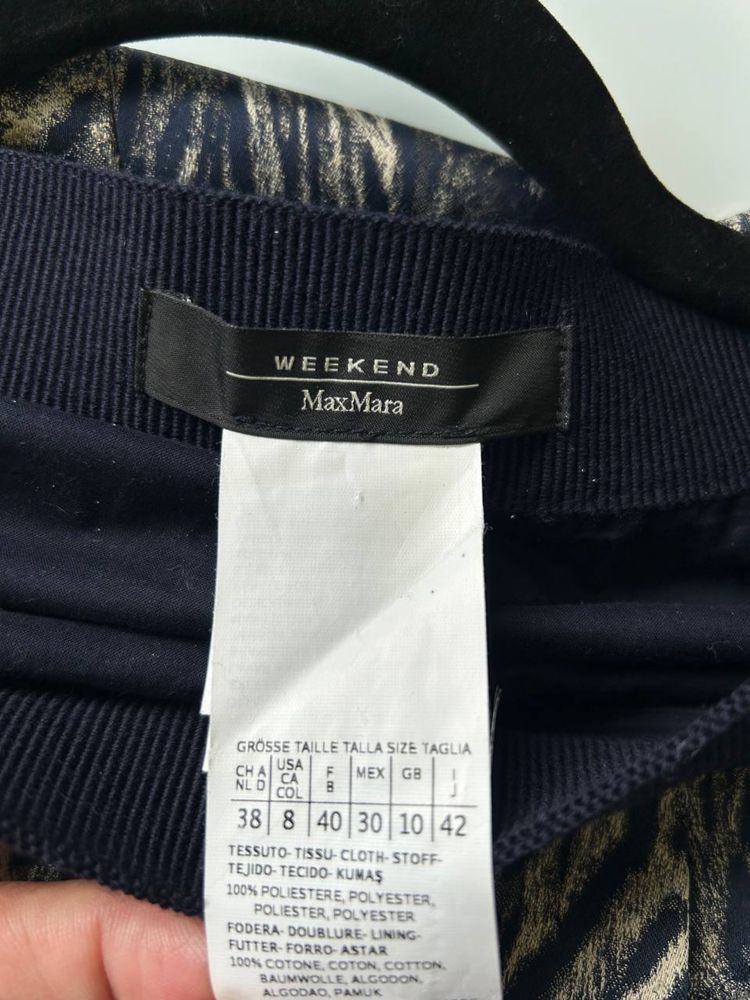 WEEKEND
MaxMara
GRÖSSE TAILLE TALLA SIZE TAGLIA
CH A NL D USA CA COL F B MEX GB I J
38 8 40 30 10 42
TESSUTO-TISSU-CLOTH-STOFF-
TEJIDO-TECIDO-KUMAŞ
100% POLIESTERE, POLYESTER,
POLIESTER, POLYESTER
FODERA-DOUBLURE-LINING-
FUTTER-FORRO-ASTAR
100% COTONE, COTON, COTTON,
BAUMWOLLE, ALGODON,
ALGODAO, PAMUK